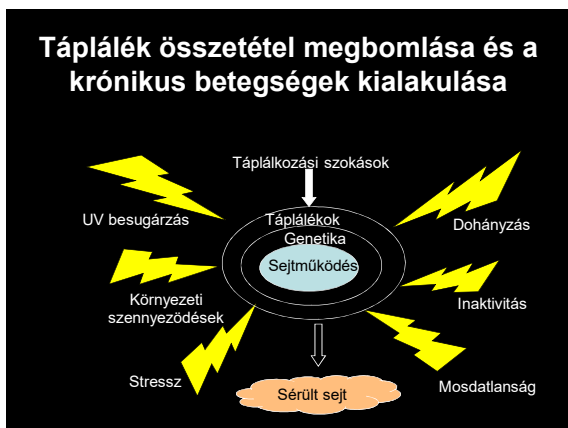 Táplálék összetétel megbomlása és a
krónikus betegségek kialakulása
Táplálkozási szokások
UV besugárzás
Táplálékok
Dohányzás
Genetika
Sejtműködés
Környezeti
szennyeződések
Inaktivitás
Stressz
Sérült sejt
Mosdatlanság